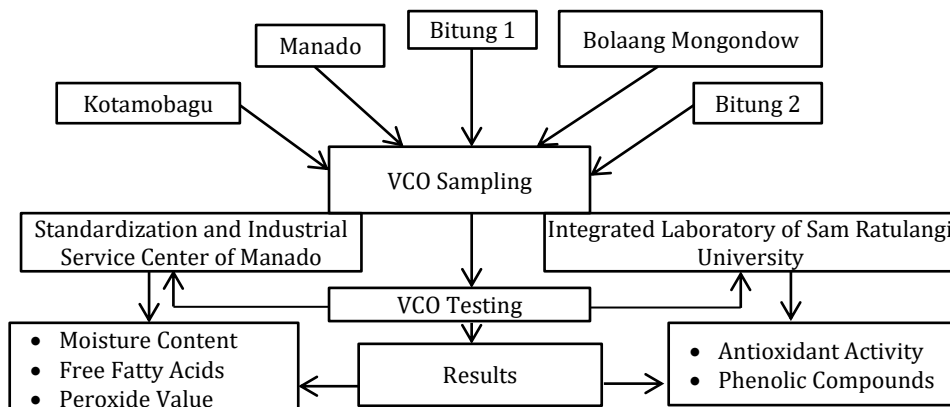 Bitung 1
Bolaang Mongondow
Manado
Kotamobagu
Bitung 2
VCO Sampling
Standardization and Industrial
Service Center of Manado
Integrated Laboratory of Sam Ratulangi
University
VCO Testing
• Moisture Content
• Free Fatty Acids
• Peroxide Value
Results
• Antioxidant Activity
• Phenolic Compounds